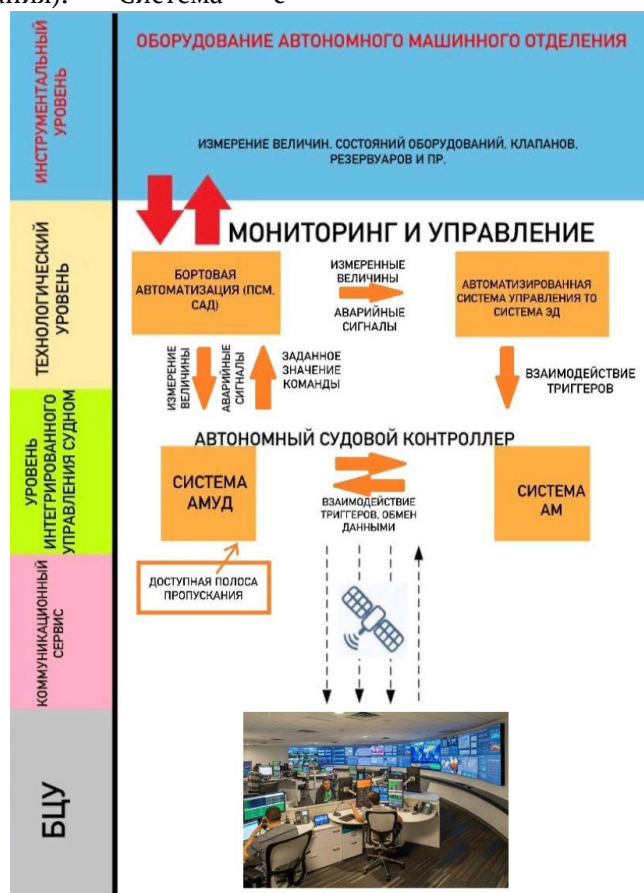 ания). Система с
ИНСТРУМЕНТАЛЬНЫЙ
УРОВЕНЬ
ОБОРУДОВАНИЕ АВТОНОМНОГО МАШИННОГО ОТДЕЛЕНИЯ
ИЗМЕРЕНИЕ ВЕЛИЧИН, СОСТОЯНИЙ ОБОРУДОВАНИЙ, КЛАПАНОВ,
РЕЗЕРВУАРОВ И ПР.
ТЕХНОЛОГИЧЕСКИЙ
УРОВЕНЬ
МОНИТОРИНГ И УПРАВЛЕНИЕ
БОРТОВАЯ
АВТОМАТИЗАЦИЯ (ПСМ,
САД)
ИЗМЕРЕННЫЕ
ВЕЛИЧИНЫ
АВАРИЙНЫЕ
СИГНАЛЫ
АВТОМАТИЗИРОВАННАЯ
СИСТЕМА УПРАВЛЕНИЯ ТО
СИСТЕМА ЭД
ИЗМЕРЕНИЕ
ВЕЛИЧИНЫ
АВАРИЙНЫЕ
СИГНАЛЫ
ЗАДАННОЕ
ЗНАЧЕНИЕ
КОМАНДЫ
ВЗАИМОДЕЙСТВИЕ
ТРИГГЕРОВ
УРОВЕНЬ
ИНТЕГРИРОВАННОГО
УПРАВЛЕНИЯ СУДНОМ
АВТОНОМНЫЙ СУДОВОЙ КОНТРОЛЛЕР
СИСТЕМА
АМУД
ВЗАИМОДЕЙСТВИЕ
ТРИГГЕРОВ, ОБМЕН
ДАННЫМИ
СИСТЕМА
АМ
КОММУНИКАЦИОННЫЙ
СЕРВИС
ДОСТУПНАЯ ПОЛОСА
ПРОПУСКАНИЯ
БЦУ